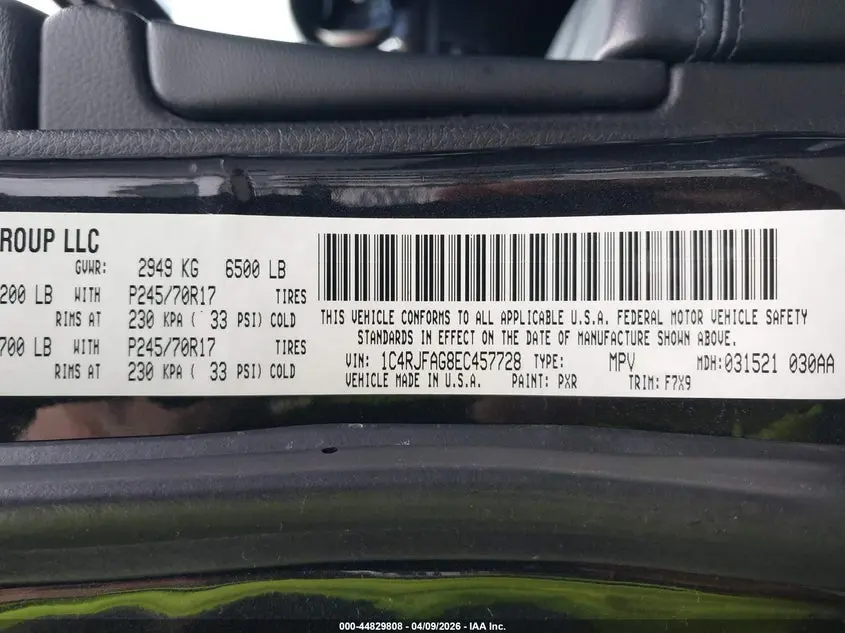 ROUP LLC
GVWR: 2949 KG 6500 LB
200 LB WITH P245/70R17 TIRES
RIMS AT 230 KPA ( 33 PSI) COLD
700 LB WITH P245/70R17 TIRES
RIMS AT 230 KPA ( 33 PSI) COLD
THIS VEHICLE CONFORMS TO ALL APPLICABLE U.S.A. FEDERAL MOTOR VEHICLE SAFETY
STANDARDS IN EFFECT ON THE DATE OF MANUFACTURE SHOWN ABOVE.
VIN: 1C4RJFAG8EC457728 TYPE: MPV MDH:031521 030AA
VEHICLE MADE IN U.S.A. PAINT: PXR TRIM: F7X9
000-44829808 - 04/09/2026 - IAA Inc.